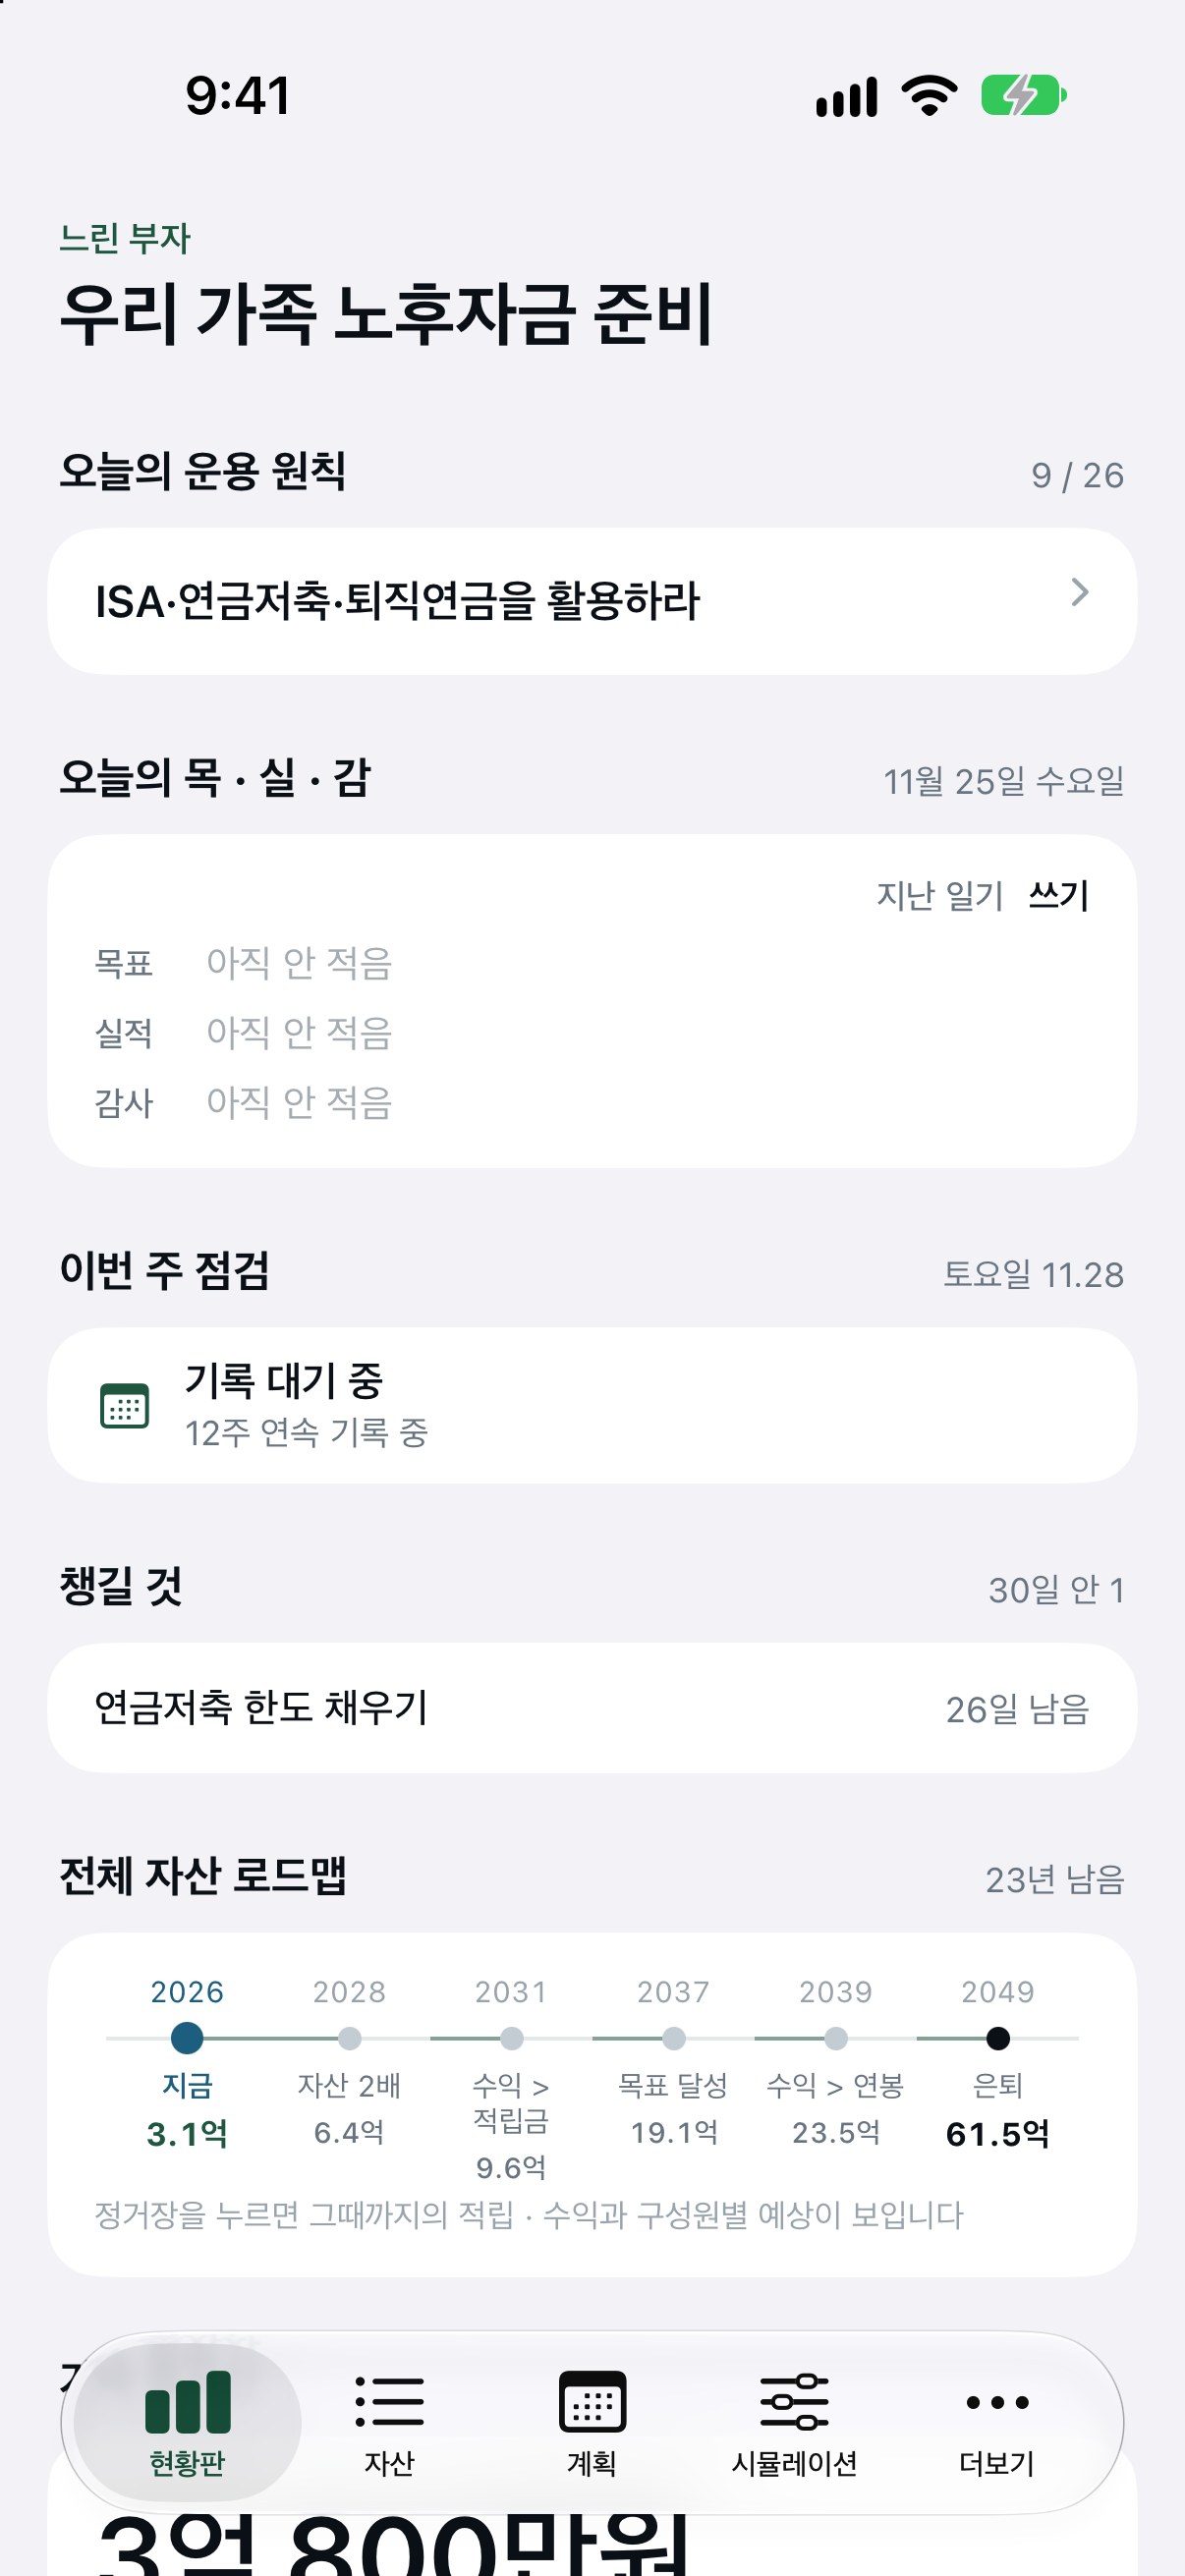 9:41
느린 부자
우리 가족 노후자금 준비
오늘의 운용 원칙
9 / 26
ISA·연금저축·퇴직연금을 활용하라
오늘의 목 · 실 · 감
11월 25일 수요일
지난 일기 쓰기
목표 아직 안 적음
실적 아직 안 적음
감사 아직 안 적음
이번 주 점검
토요일 11.28
기록 대기 중
12주 연속 기록 중
챙길 것
30일 안 1
연금저축 한도 채우기
26일 남음
전체 자산 로드맵
23년 남음
2026 2028 2031 2037 2039 2049
지금 자산 2배 수익 > 목표 달성 수익 > 연봉 은퇴
적립금
3.1억 6.4억 19.1억 23.5억 61.5억
9.6억
정거장을 누르면 그때까지의 적립 · 수익과 구성원별 예상이 보입니다
현황판 자산 계획 시뮬레이션 더보기
3억 800만원